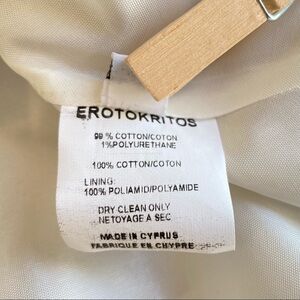 EROTOKRITOS
99 % COTTON/COTON
1%POLYURETHANE
100% COTTON/COTON
LINING:
100% POLIAMID/POLYAMIDE
DRY CLEAN ONLY
NETOYAGE A SEC
MADE IN CYPRUS
FABRIQUE EN CHYPRE